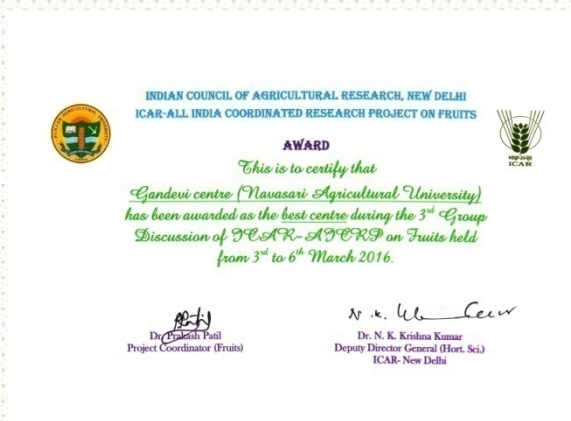 INDIAN COUNCIL OF AGRICULTURAL RESEARCH, NEW DELHI
ICAR-ALL INDIA COORDINATED RESEARCH PROJECT ON FRUITS
AWARD
This is to certify that
Gandevi centre (Navasari Agricultural University)
has been awarded as the best centre during the 3rd Group
Discussion of ICAR-AICRP on Fruits held
from 3rd to 6th March 2016.
ICAR
Dr. Prakash Patil
Project Coordinator (Fruits)
Dr. N. K. Krishna Kumar
Deputy Director General (Hort. Sci.)
ICAR- New Delhi